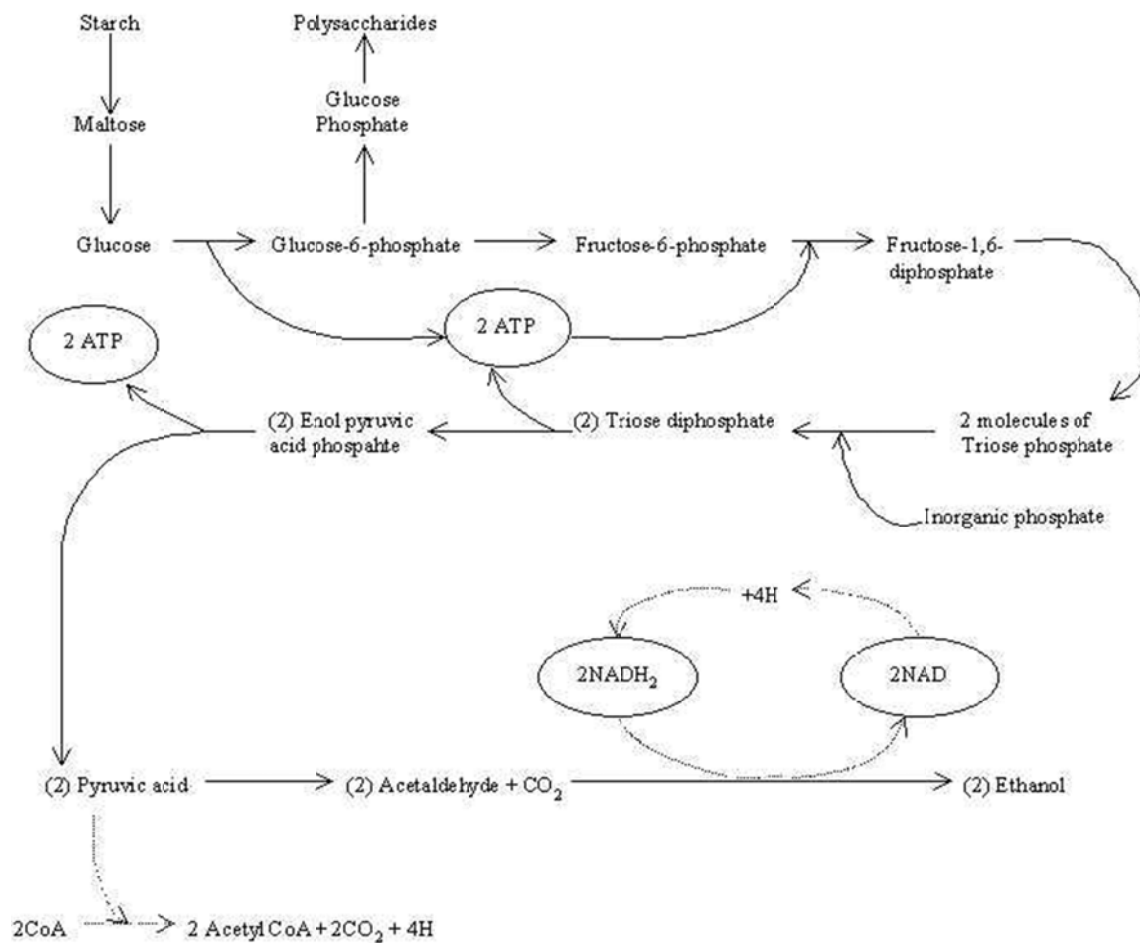 Starch
Polysaccharides
Glucose
Phosphate
Maltose
Glucose
Glucose-6-phosphate
Fructose-6-phosphate
Fructose-1,6-
diphosphate
2 ATP
2 ATP
(2) Enol pyruvic
acid phospahte
(2) Triose diphosphate
2 molecules of
Triose phosphate
Inorganic phosphate
+4H
2NADH₂
2NAD
(2) Pyruvic acid
(2) Acetaldehyde + CO₂
(2) Ethanol
2CoA
2 Acetyl CoA + 2CO₂ + 4H